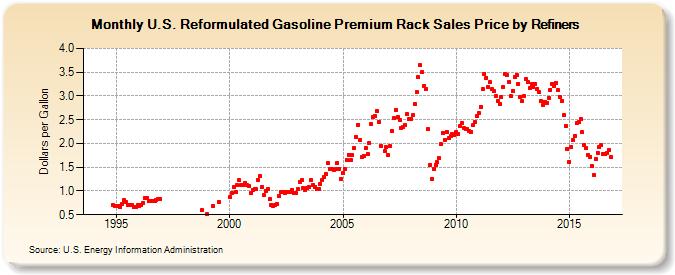 Monthly U.S. Reformulated Gasoline Premium Rack Sales Price by Refiners
Dollars per Gallon
4.0
3.5
3.0
2.5
2.0
1.5
1.0
0.5
1995 2000 2005 2010 2015
Source: U.S. Energy Information Administration